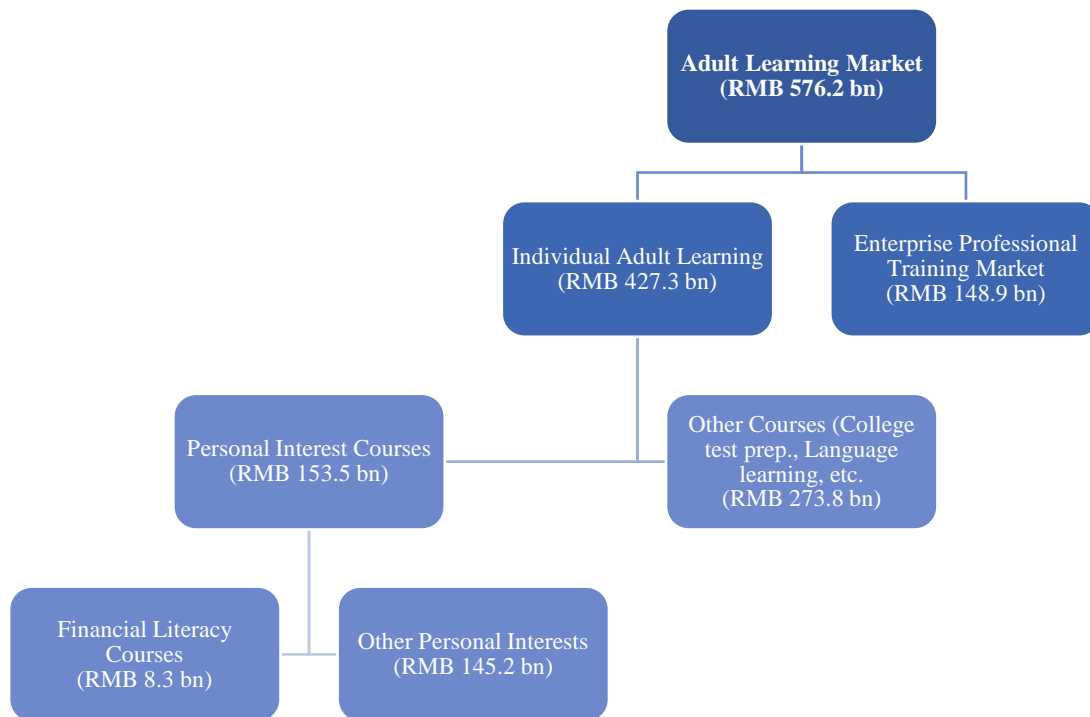 Adult Learning Market
(RMB 576.2 bn)
Individual Adult Learning
(RMB 427.3 bn)
Enterprise Professional
Training Market
(RMB 148.9 bn)
Personal Interest Courses
(RMB 153.5 bn)
Other Courses (College
test prep., Language
learning, etc.
(RMB 273.8 bn)
Financial Literacy
Courses
(RMB 8.3 bn)
Other Personal Interests
(RMB 145.2 bn)